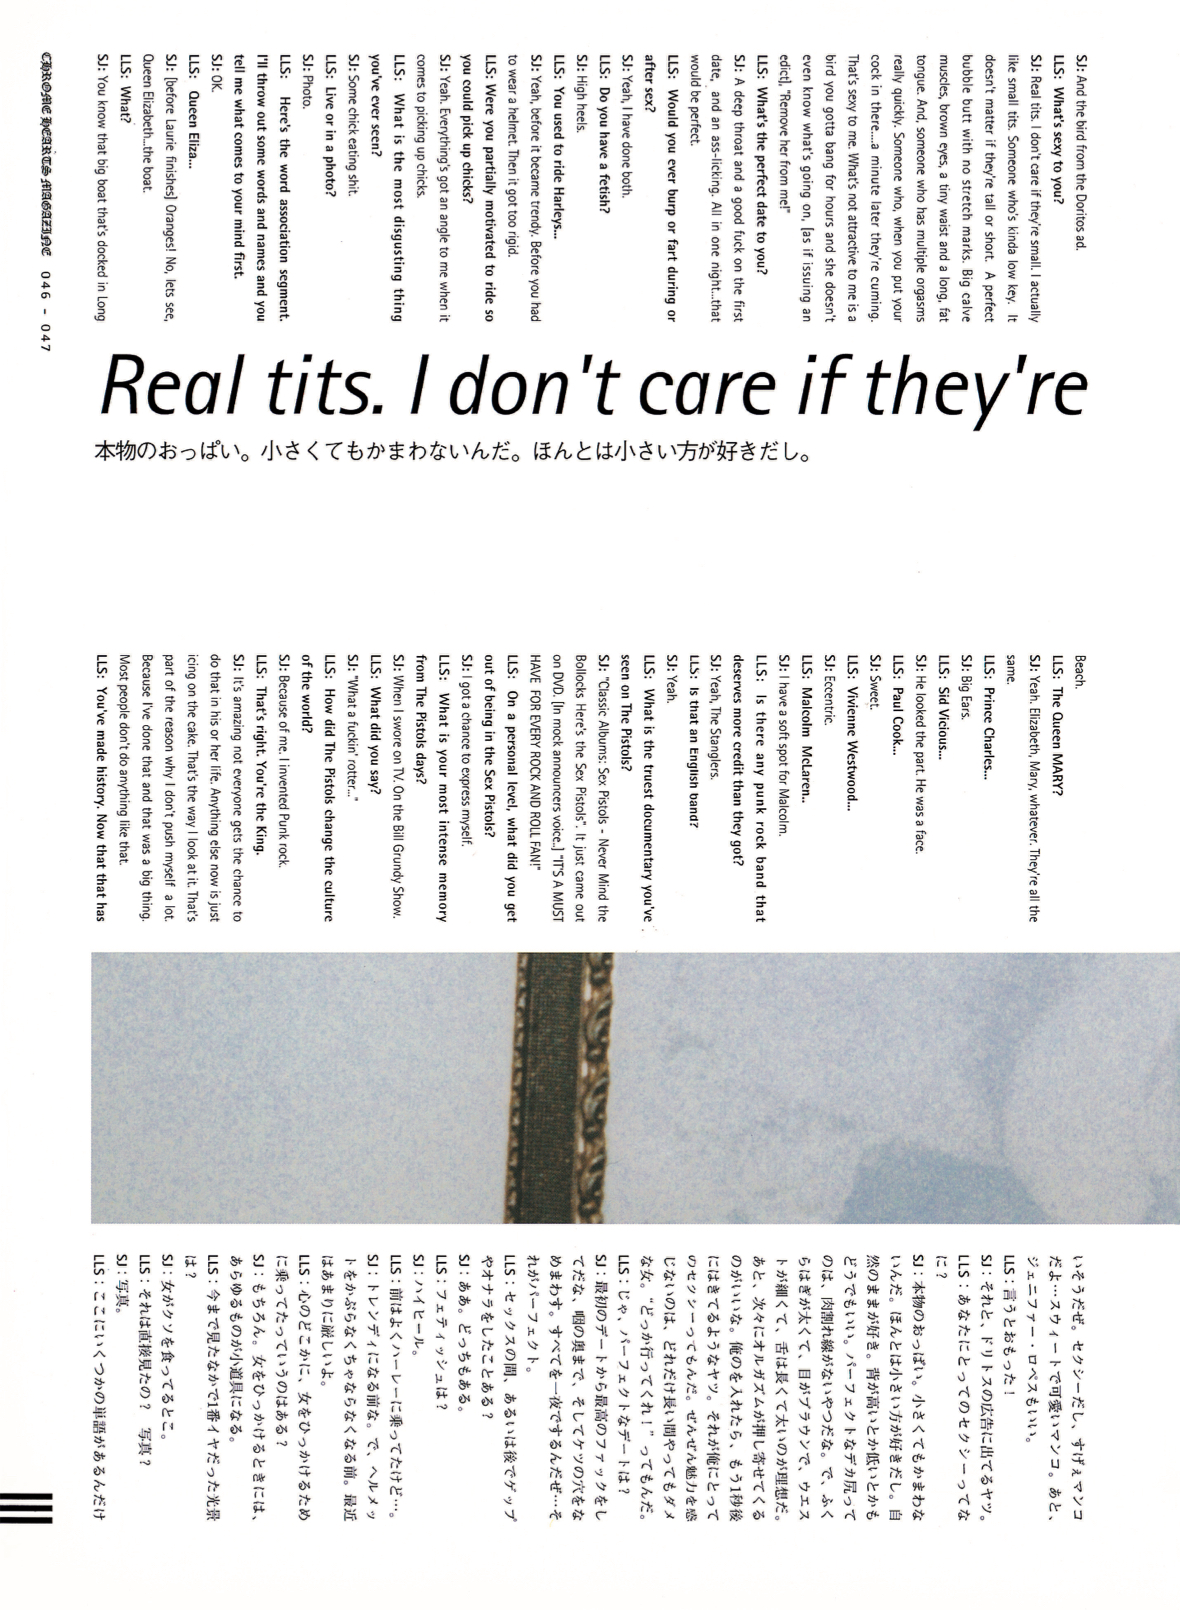 SJ: And the bird from the Doritos ad.
LLS: What's sexy to you?
SJ: Real tits. I don't care if they're small. I actually
like small tits. Someone who's kinda low key. It
doesn't matter if they're tall or short. A perfect
bubble butt with no stretch marks. Big calve
muscles, brown eyes, a tiny waist and a long, fat
tongue. And, someone who has multiple orgasms
really quickly. Someone who, when you put your
cock in there....a minute later they're cuming.
That's sexy to me. What's not attractive to me is a
bird you gotta bang for hours and she doesn't
even know what's going on, [as if issuing an
edict], "Remove her from me!"
LLS: What's the perfect date to you?
SJ: A deep throat and a good fuck on the first
date, and an ass-licking. All in one night...that
would be perfect.
LLS: Would you ever burp or fart during or
after sex?
SJ: Yeah, I have done both.
LLS: Do you have a fetish?
SJ: High heels.
LLS: You used to ride Harleys...
SJ: Yeah, before it became trendy. Before you had
to wear a helmet. Then it got too rigid.
LLS: Were you partially motivated to ride so
you could pick up chicks?
SJ: Yeah. Everything's got an angle to me when it
comes to picking up chicks.
LLS: What is the most disgusting thing
you've ever seen?
SJ: Some chick eating shit.
LLS: Live or in a photo?
SJ: Photo.
LLS: Here's the word association segment.
I'll throw out some words and names and you
tell me what comes to your mind first.
SJ: OK.
LLS: Queen Eliza...
SJ: [before Laurie finishes] Oranges! No, lets see,
Queen Elizabeth...the boat.
LLS: What?
SJ: You know that big boat that's docked in Long
CHROME HEARTS MAGAZINE 046 - 047
Real tits. I don't care if they're
本物のおっぱい。小さくてもかまわないんだ。ほんとは小さい方が好きだし。
Beach.
LLS: The Queen MARY?
SJ: Yeah. Elizabeth, Mary, whatever. They're all the
same.
LLS: Prince Charles...
SJ: Big Ears.
LLS: Sid Vicious...
SJ: He looked the part. He was a face.
LLS: Paul Cook...
SJ: Sweet.
LLS: Vivienne Westwood...
SJ: Eccentric.
LLS: Malcolm McLaren..
SJ: I have a soft spot for Malcolm.
LLS: Is there any punk rock band that
deserves more credit than they got?
SJ: Yeah, The Stanglers.
LLS: Is that an English band?
SJ: Yeah.
LLS: What is the truest documentary you've
seen on The Pistols?
SJ: "Classic Albums: Sex Pistols - Never Mind the
Bollocks Here's the Sex Pistols". It just came out
on DVD. [In mock announcers voice..] "IT'S A MUST
HAVE FOR EVERY ROCK AND ROLL FAN!"
LLS: On a personal level, what did you get
out of being in the Sex Pistols?
SJ: I got a chance to express myself.
LLS: What is your most intense memory
from The Pistols days?
SJ: When I swore on TV. On the Bill Grundy Show.
LLS: What did you say?
SJ: "What a fuckin' rotter..."
LLS: How did The Pistols change the culture
of the world?
SJ: Because of me. I invented Punk rock.
LLS: That's right. You're the King.
SJ: It's amazing not everyone gets the chance to
do that in his or her life. Anything else now is just
icing on the cake. That's the way I look at it. That's
part of the reason why I don't push myself a lot.
Because I've done that and that was a big thing.
Most people don't do anything like that.
LLS: You've made history. Now that that has
いそうだぜ。セクシーだし、すげぇマンコ
だよ…スウィートで可愛いマンコ。あと、
ジェニファー・ロペスもいい。
LLS：言うとおもった！
SJ：それと、ドリトスの広告に出てるヤツ。
LLS：あなたにとってのセクシーってな
に？
SJ：本物のおっぱい。小さくてもかまわな
いんだ。ほんとは小さい方が好きだし。自
然のままが好き。背が高いとか低いとかも
どうでもいい。パーフェクトなデカ尻って
のは、肉割れ線がないやつだな。で、ふく
らはぎが太くて、目がブラウンで、ウエス
トが細くて、舌は長くて太いのが理想だ。
あと、次々にオルガズムが押し寄せてくる
のがいいな。俺のを入れたら、もう1秒後
にはきてるようなヤツ。それが俺にとって
のセクシーってもんだ。ぜんぜん魅力を感
じないのは、どれだけ長い間やってもダメ
な女。“どっか行ってくれ！”ってもんだ。
LLS：じゃ、パーフェクトなデートは？
SJ：最初のデートから最高のファックをし
てだな、咽の奥まで、そしてケツの穴をな
めまわす。すべてを一夜でするんだぜ…そ
れがパーフェクト。
LLS：セックスの間、あるいは後でゲップ
やオナラをしたことある？
SJ：ああ。どっちもある。
LLS：フェティッシュは？
SJ：ハイヒール。
LLS：前はよくハーレーに乗ってたけど…。
SJ：トレンディになる前な。で、ヘルメッ
トをかぶらなくちゃならなくなる前。最近
はあまりに厳しいよ。
LLS：心のどこかに、女をひっかけるため
に乗ってたっていうのはある？
SJ：もちろん。女をひっかけるときには、
あらゆるものが小道具になる。
LLS：今まで見たなかで1番イヤだった光景
は？
SJ：女がクソを食ってるとこ。
LLS：それは直接見たの？ 写真？
SJ：写真。
LLS：ここにいくつかの単語があるんだけ